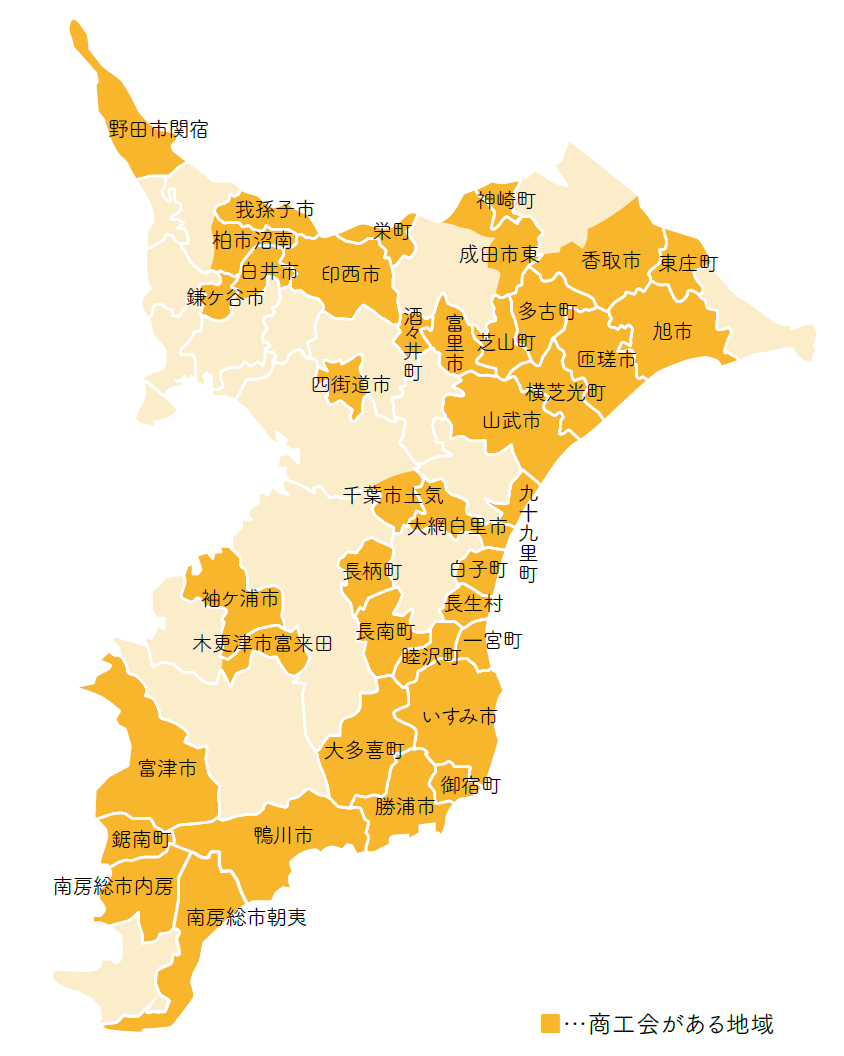 野田市関宿
我孫子市
神崎町
栄町
柏市沼南
成田市東
香取市
東庄町
白井市
印西市
鎌ケ谷市
多古町
酒々井町
富里市
芝山町
旭市
匝瑳市
四街道市
横芝光町
山武市
千葉市土気
九十九里町
大網白里市
長柄町
白子町
袖ケ浦市
長生村
長南町
木更津市富来田
一宮町
睦沢町
いすみ市
大多喜町
富津市
御宿町
勝浦市
鋸南町
鴨川市
南房総市内房
南房総市朝夷
…商工会がある地域